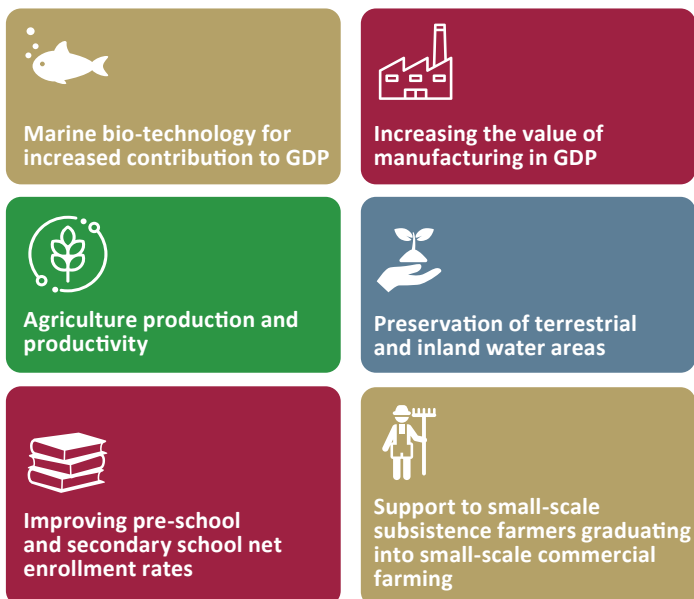 Marine bio-technology for
increased contribution to GDP
Increasing the value of
manufacturing in GDP
Agriculture production and
productivity
Preservation of terrestrial
and inland water areas
Improving pre-school
and secondary school net
enrollment rates
Support to small-scale
subsistence farmers graduating
into small-scale commercial
farming